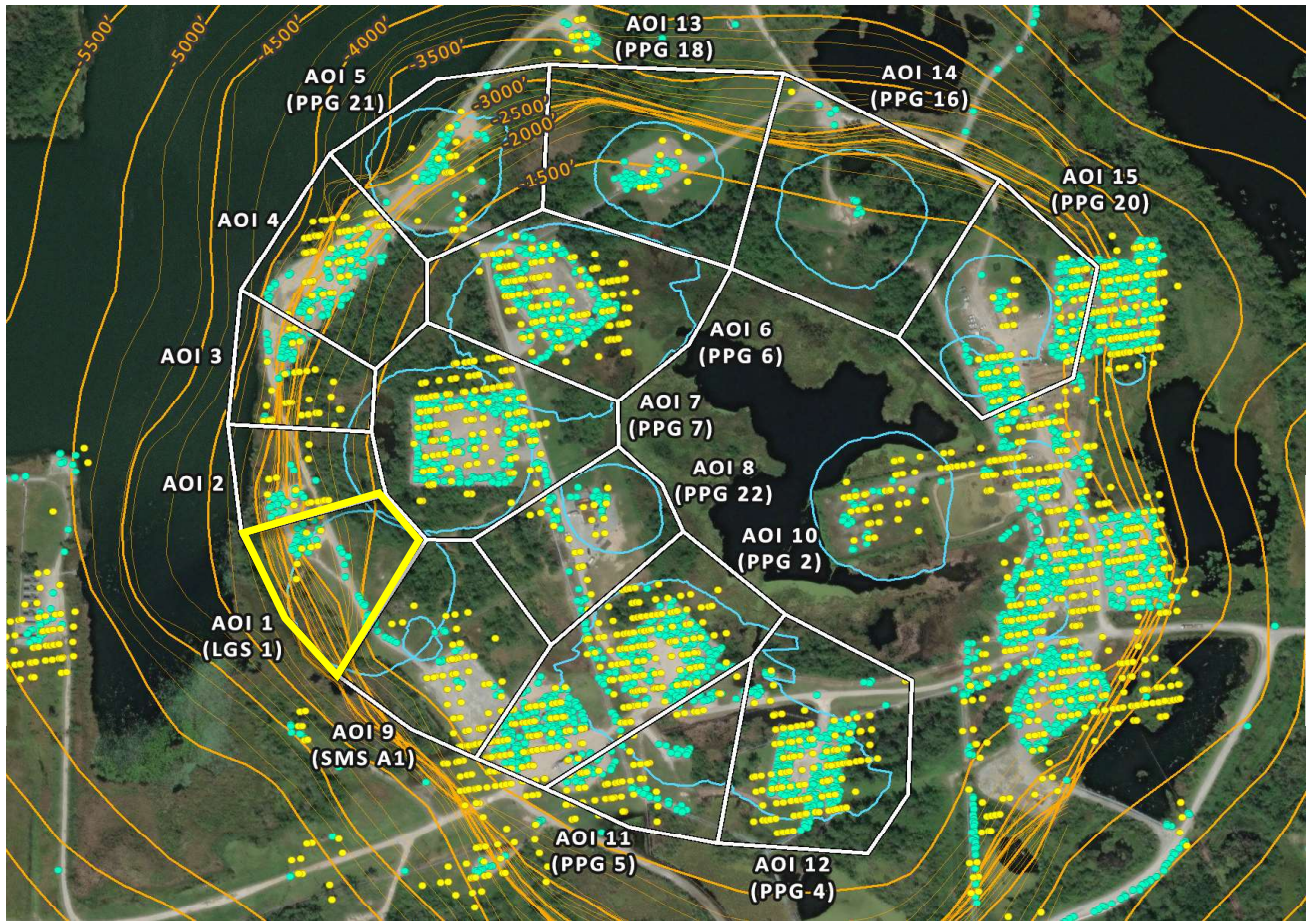 -5500'
-5000'
-4500'
-4000'
-3500'
-3000'
-2500'
-2000'
-1500'
AOI 13
(PPG 18)
AOI 5
(PPG 21)
AOI 14
(PPG 16)
AOI 15
(PPG 20)
AOI 4
AOI 3
AOI 6
(PPG 6)
AOI 7
(PPG 7)
AOI 2
AOI 8
(PPG 22)
AOI 10
(PPG 2)
AOI 1
(LGS 1)
AOI 9
(SMS A1)
AOI 11
(PPG 5)
AOI 12
(PPG 4)